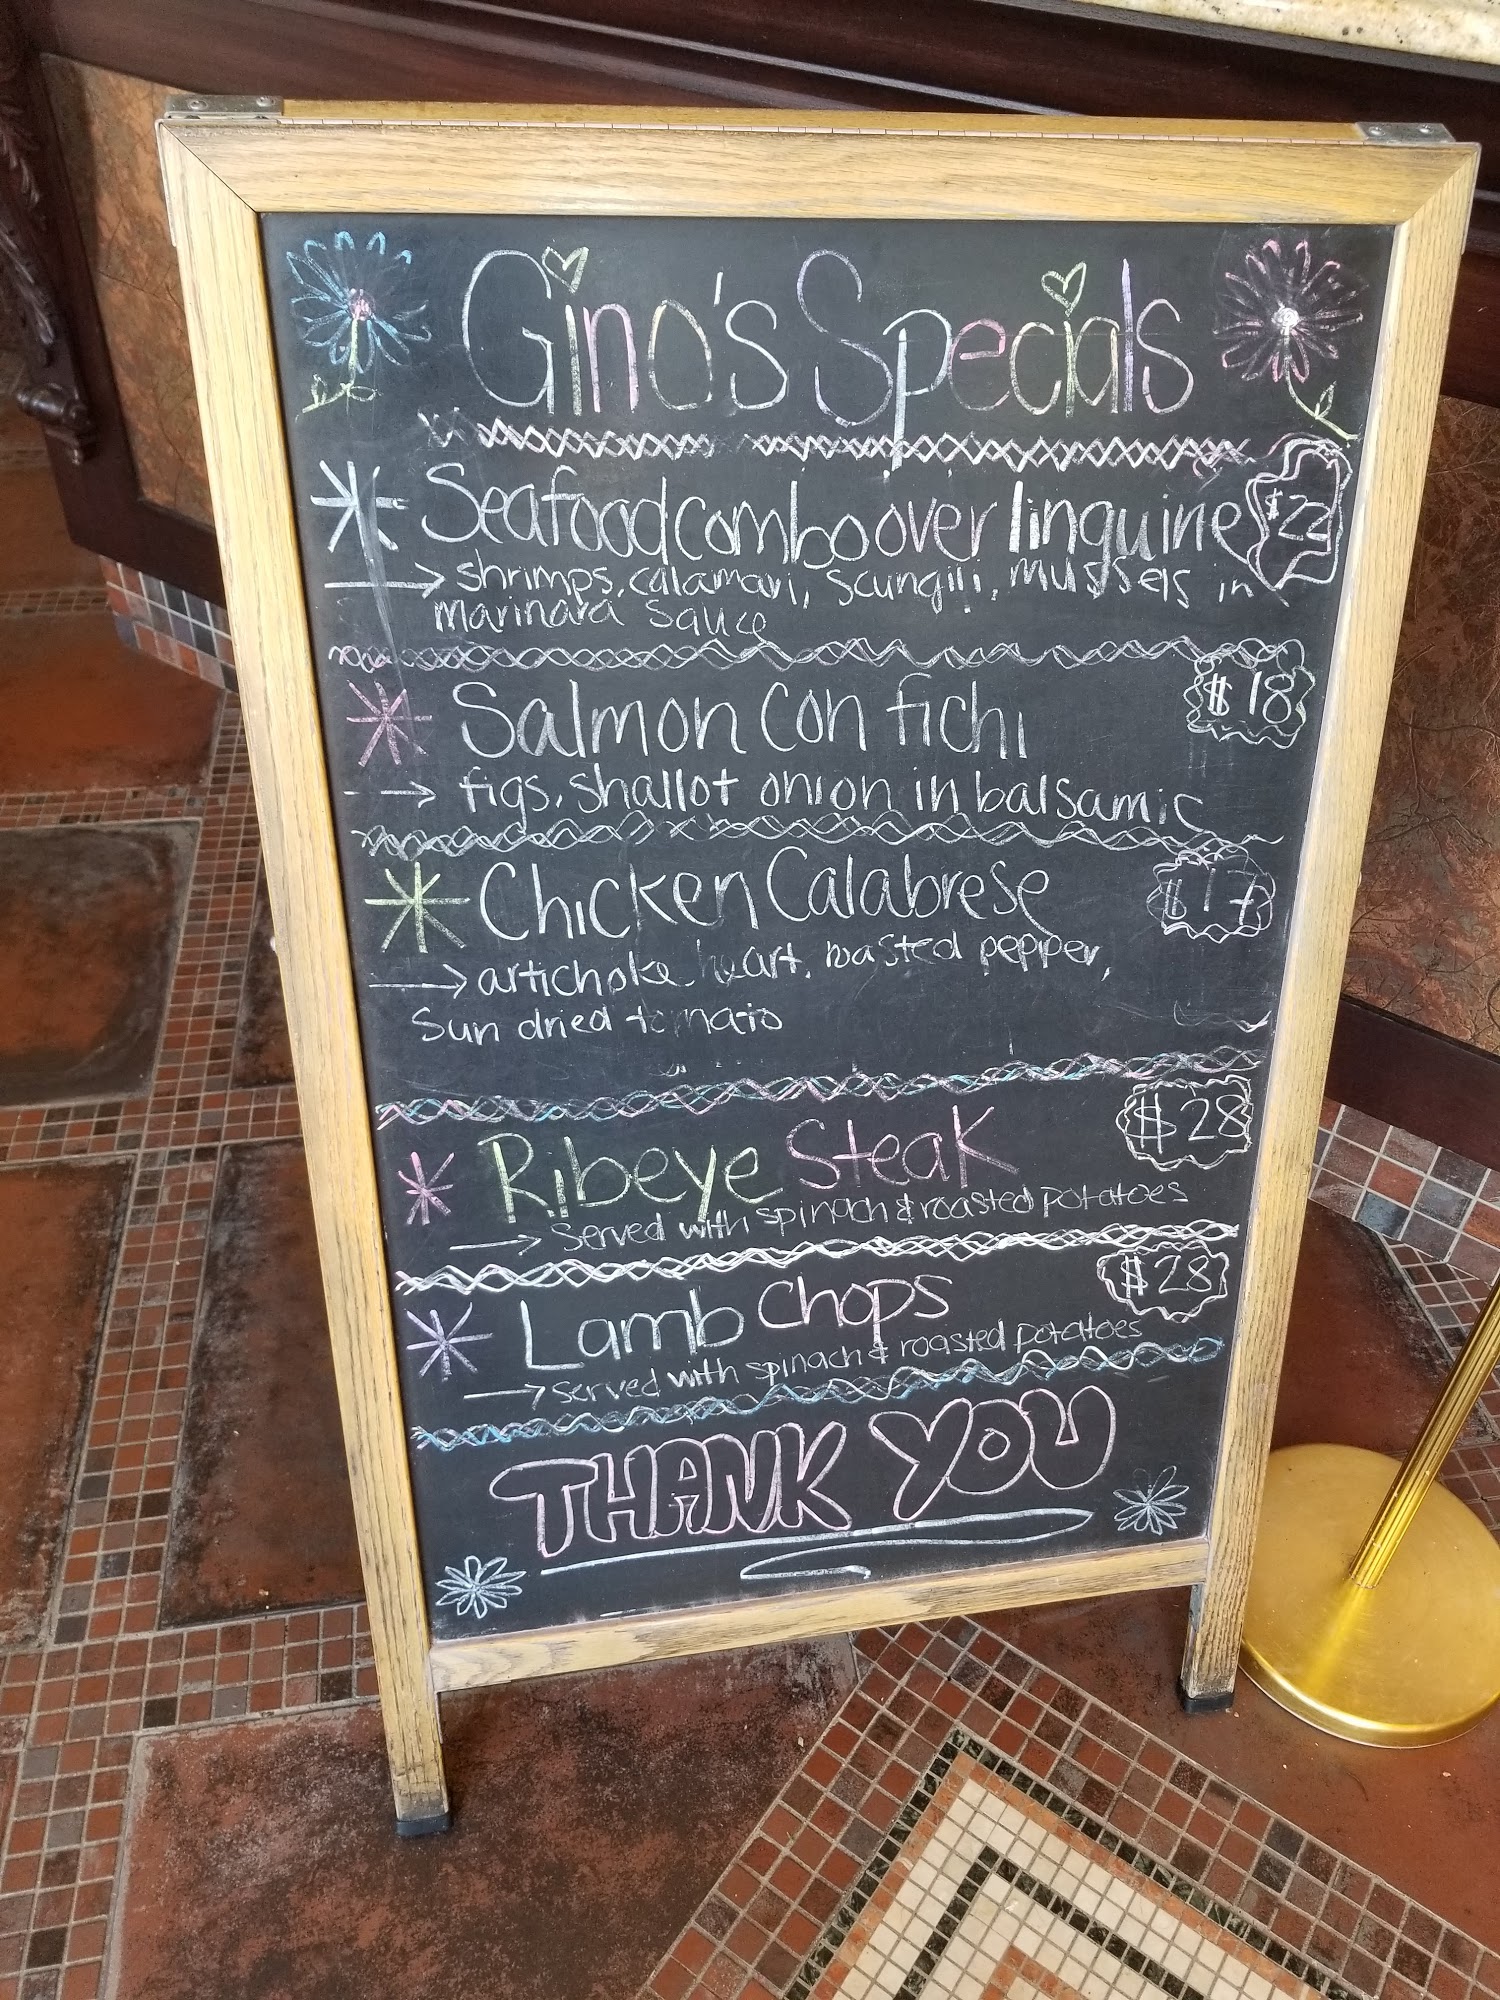 Gino's Specials
Seafood combo over linguine $22
shrimps, calamari, scungili, mussels in
marinara sauce
Salmon con fichi $18
figs, shallot onion in balsamic
Chicken Calabrese $17
artichoke heart, roasted pepper,
Sun dried tomato
Ribeye Steak $28
Served with spinach & roasted potatoes
Lamb Chops $28
served with spinach & roasted potatoes
THANK YOU